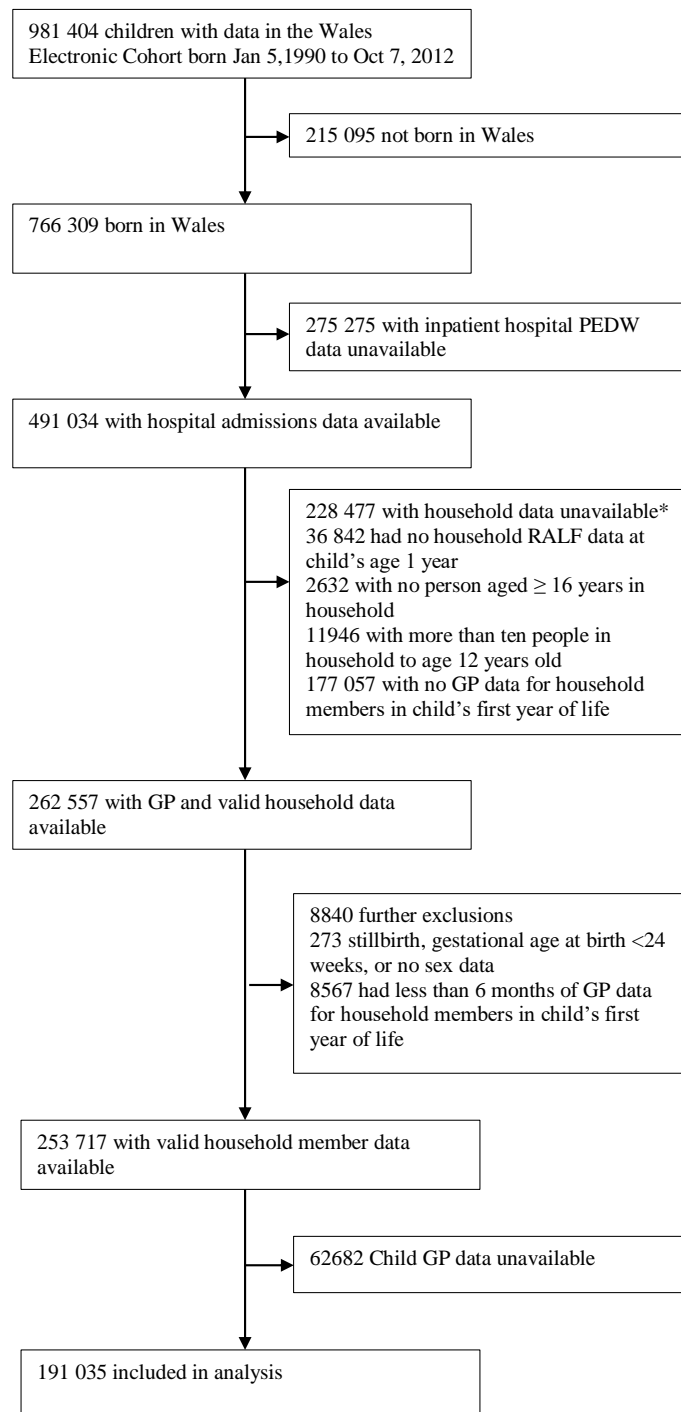 981 404 children with data in the Wales
Electronic Cohort born Jan 5,1990 to Oct 7, 2012
215 095 not born in Wales
766 309 born in Wales
275 275 with inpatient hospital PEDW
data unavailable
491 034 with hospital admissions data available
228 477 with household data unavailable*
36 842 had no household RALF data at
child’s age 1 year
2632 with no person aged ≥ 16 years in
household
11946 with more than ten people in
household to age 12 years old
177 057 with no GP data for household
members in child’s first year of life
262 557 with GP and valid household data
available
8840 further exclusions
273 stillbirth, gestational age at birth <24
weeks, or no sex data
8567 had less than 6 months of GP data
for household members in child’s first
year of life
253 717 with valid household member data
available
62682 Child GP data unavailable
191 035 included in analysis